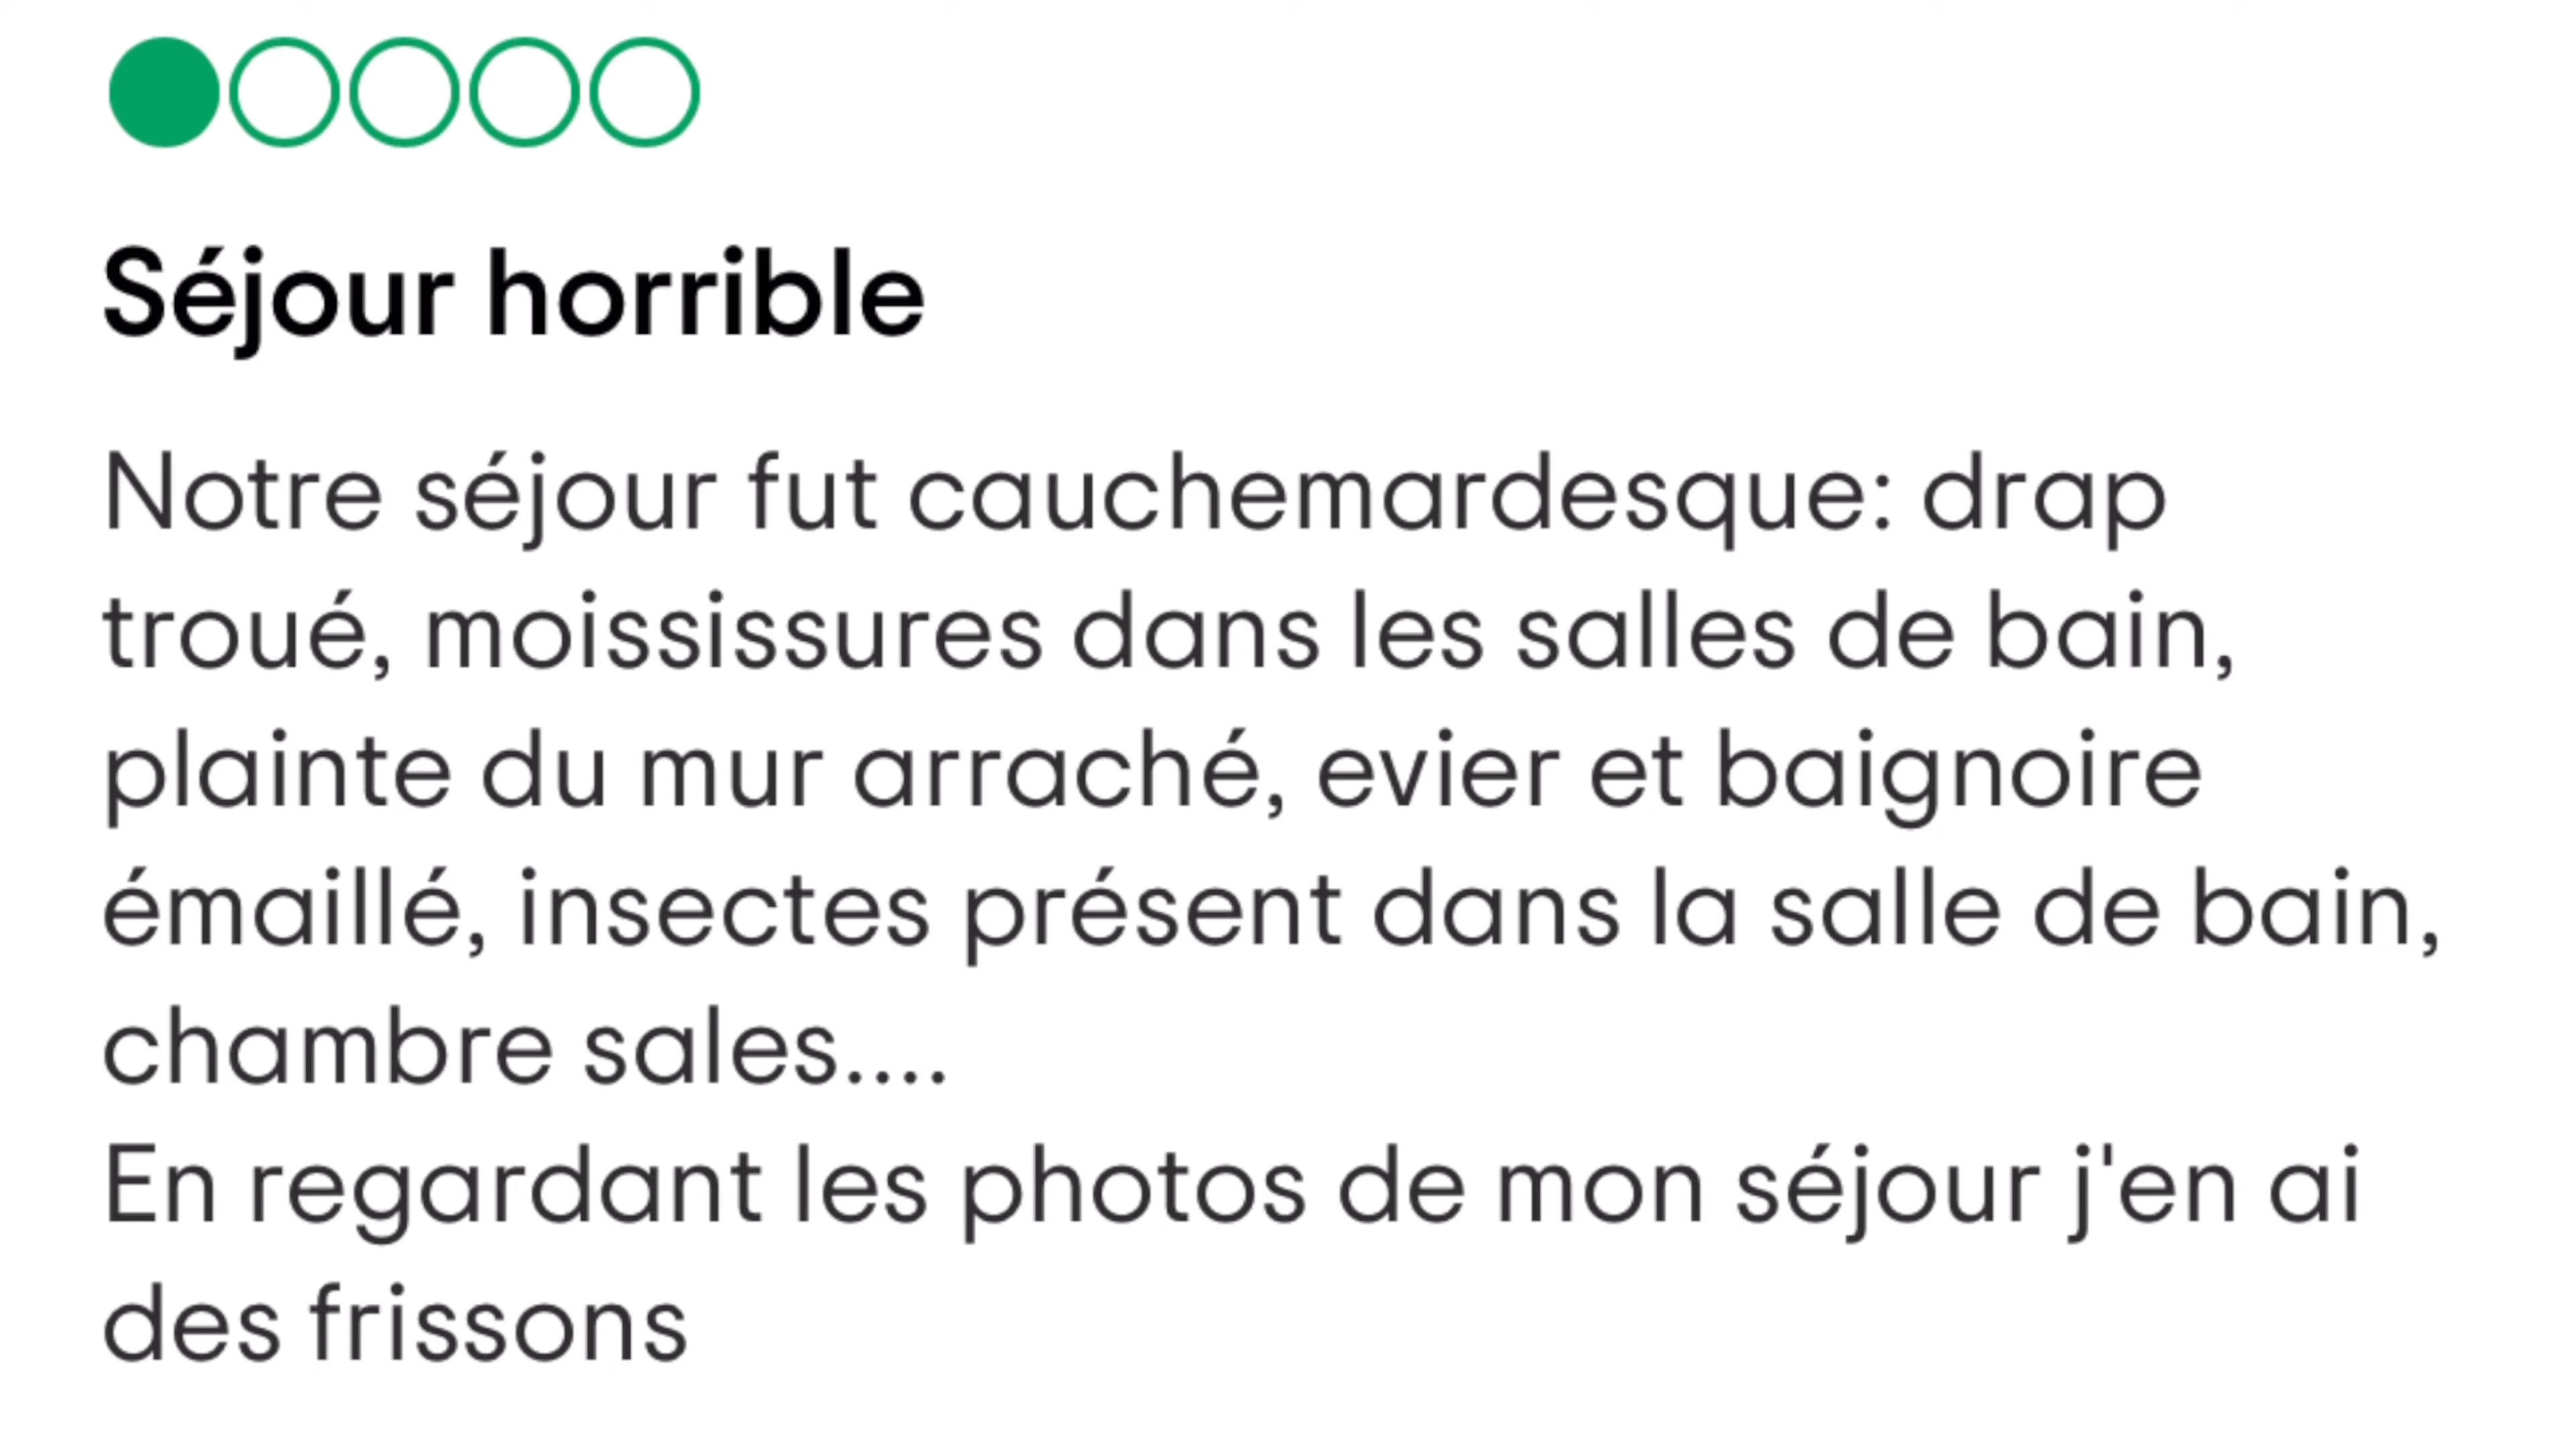 Séjour horrible
Notre séjour fut cauchemardesque: drap
troué, moississures dans les salles de bain,
plainte du mur arraché, evier et baignoire
émaillé, insectes présent dans la salle de bain,
chambre sales....
En regardant les photos de mon séjour j'en ai
des frissons